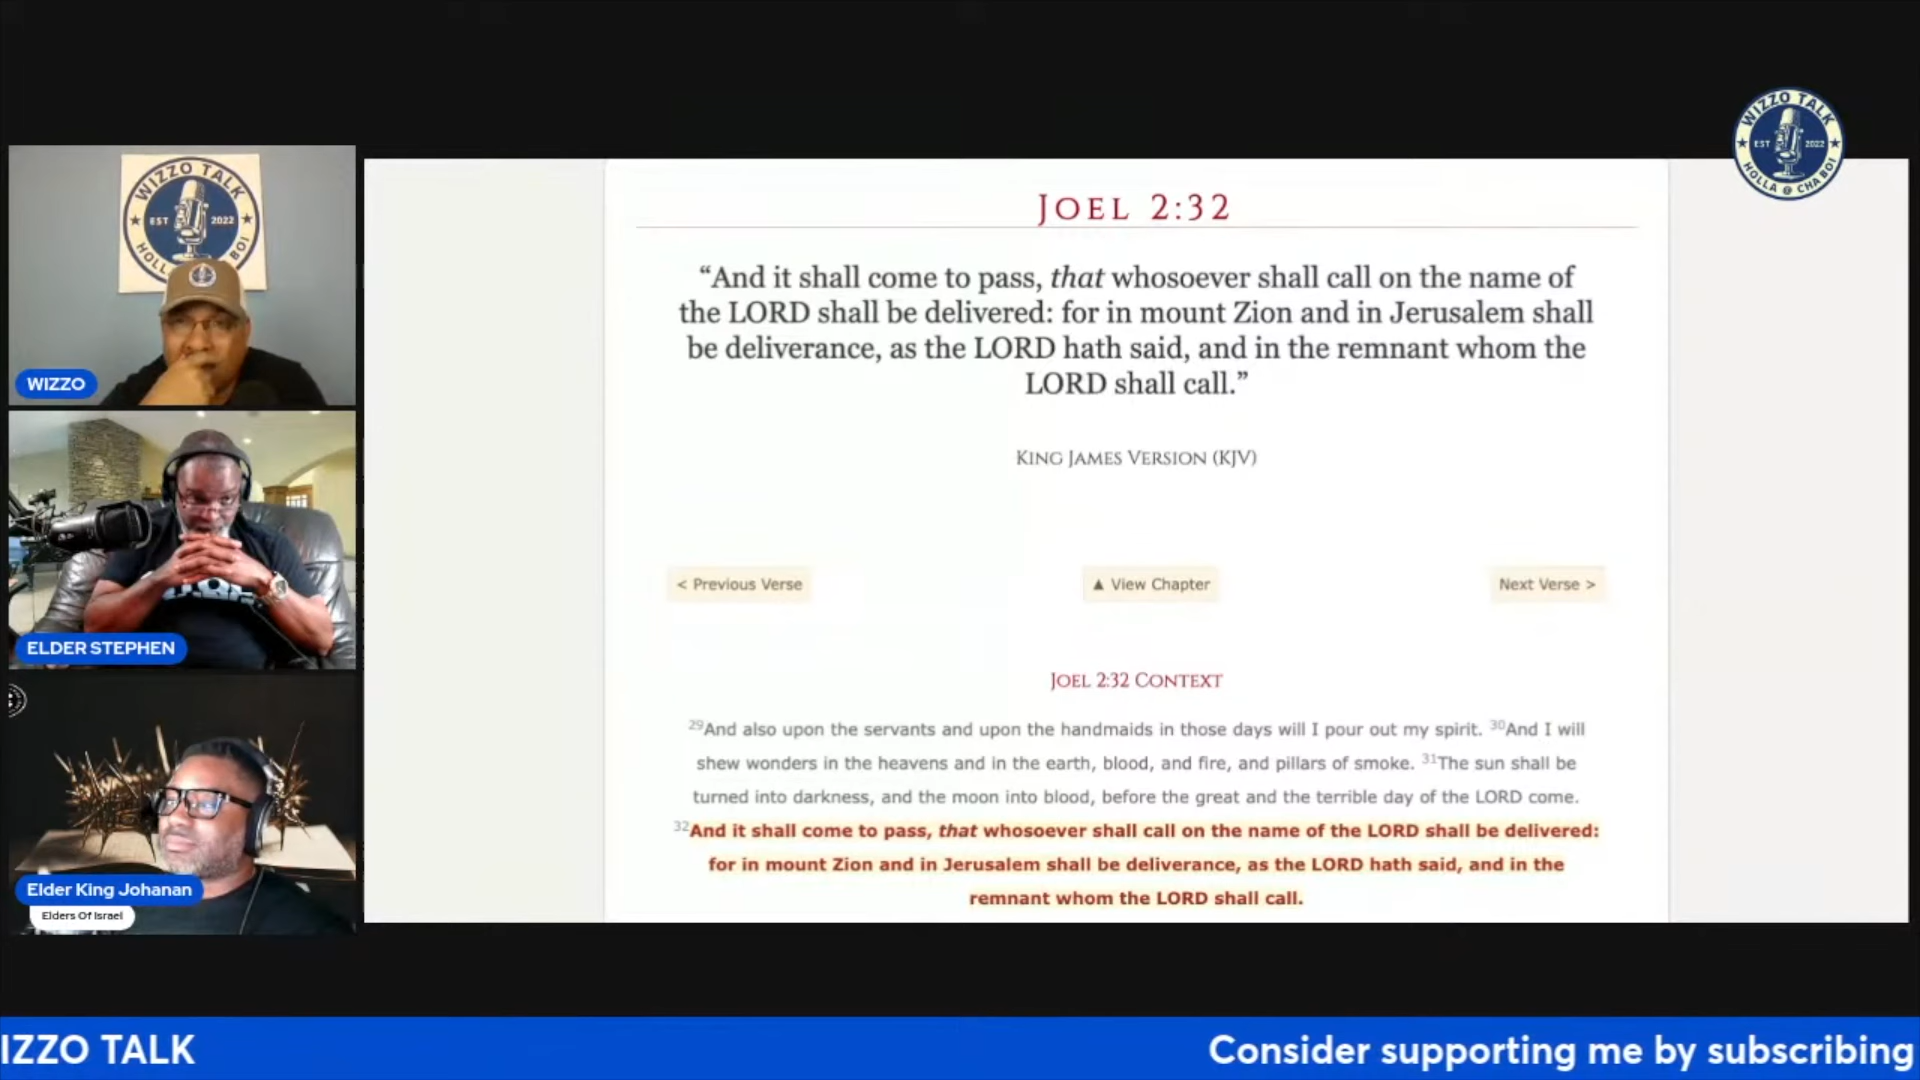 WIZZO TALK
EST 2022
HOLLA @ CHA BOI
WIZZO TALK
EST 2022
HOLL
BOI
WIZZO
ELDER STEPHEN
Elder King Johanan
Elders Of Israel
JOEL 2:32
“And it shall come to pass, that whosoever shall call on the name of
the LORD shall be delivered: for in mount Zion and in Jerusalem shall
be deliverance, as the LORD hath said, and in the remnant whom the
LORD shall call.”
KING JAMES VERSION (KJV)
< Previous Verse
▲ View Chapter
Next Verse >
JOEL 2:32 CONTEXT
29And also upon the servants and upon the handmaids in those days will I pour out my spirit. 30And I will
shew wonders in the heavens and in the earth, blood, and fire, and pillars of smoke. 31The sun shall be
turned into darkness, and the moon into blood, before the great and the terrible day of the LORD come.
32And it shall come to pass, that whosoever shall call on the name of the LORD shall be delivered:
for in mount Zion and in Jerusalem shall be deliverance, as the LORD hath said, and in the
remnant whom the LORD shall call.
IZZO TALK
Consider supporting me by subscribing